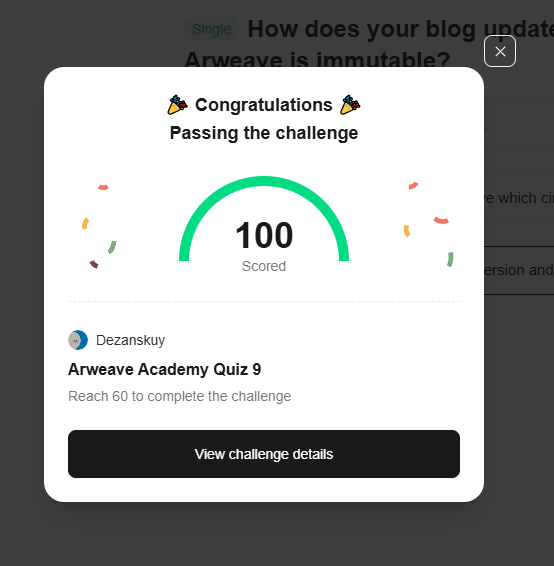 Single How does your blog update
Arweave is immutable?
Congratulations
Passing the challenge
100
Scored
ve which
ersion and
Dezanskuy
Arweave Academy Quiz 9
Reach 60 to complete the challenge
View challenge details